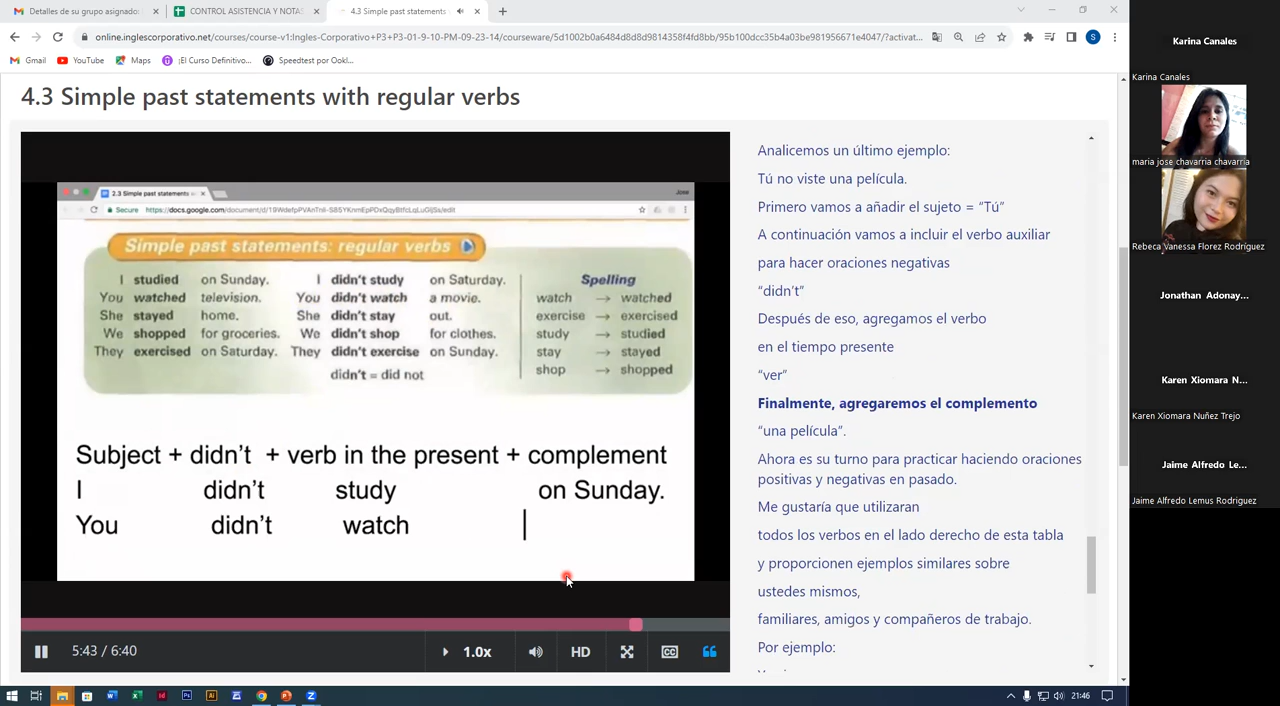 Detalles de su grupo asignado
CONTROL ASISTENCIA Y NOTAS
4.3 Simple past statements
online.inglescorporativo.net/courses/course-v1:Ingles-Corporativo+P3+P3-01-9-10-PM-09-23-14/courseware/5d1002b0a6484d8d8d9814358f4fd8bb/95b100dcc35b4a03be981956671e4047/?activat...
S
Gmail
YouTube
Maps
¡El Curso Definitivo...
Speedtest por Ookl...
4.3 Simple past statements with regular verbs
2.3 Simple past statements
José
Secure
Simple past statements: regular verbs
I studied on Sunday. I didn't study on Saturday. Spelling
You watched television. You didn't watch a movie. watch → watched
She stayed home. She didn't stay out. exercise → exercised
We shopped for groceries. We didn't shop for clothes. study → studied
They exercised on Saturday. They didn't exercise on Sunday. stay → stayed
didn't = did not shop → shopped
Subject + didn't + verb in the present + complement
I didn't study on Sunday.
You didn't watch
5:43 / 6:40
1.0x
HD
CC
Analicemos un último ejemplo:
Tú no viste una película.
Primero vamos a añadir el sujeto = “Tú”
A continuación vamos a incluir el verbo auxiliar
para hacer oraciones negativas
“didn’t”
Después de eso, agregamos el verbo
en el tiempo presente
“ver”
Finalmente, agregaremos el complemento
“una película”.
Ahora es su turno para practicar haciendo oraciones
positivas y negativas en pasado.
Me gustaría que utilizaran
todos los verbos en el lado derecho de esta tabla
y proporcionen ejemplos similares sobre
ustedes mismos,
familiares, amigos y compañeros de trabajo.
Por ejemplo:
Karina Canales
Karina Canales
maria jose chavarria chavarria
Rebeca Vanessa Florez Rodríguez
Jonathan Adonay...
Karen Xiomara N...
Karen Xiomara Nuñez Trejo
Jaime Alfredo Le...
Jaime Alfredo Lemus Rodriguez
21:46